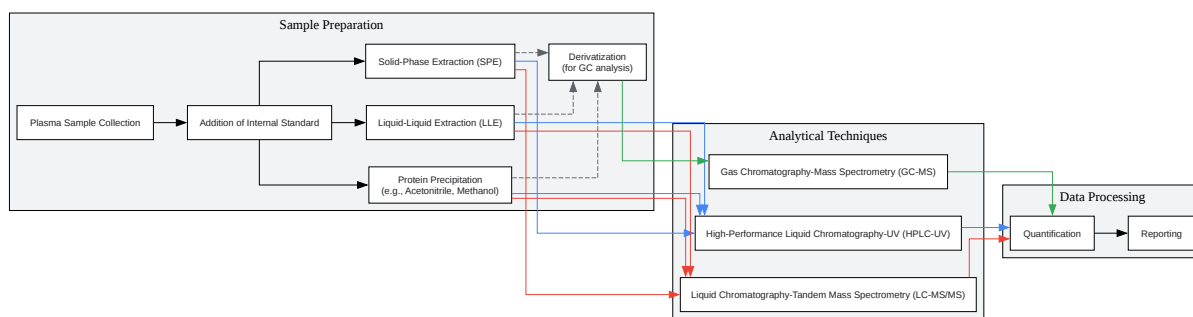 Sample Preparation
Solid-Phase Extraction (SPE)
Derivatization
(for GC analysis)
Plasma Sample Collection
Addition of Internal Standard
Liquid-Liquid Extraction (LLE)
Protein Precipitation
(e.g., Acetonitrile, Methanol)
Analytical Techniques
Gas Chromatography-Mass Spectrometry (GC-MS)
High-Performance Liquid Chromatography-UV (HPLC-UV)
Liquid Chromatography-Tandem Mass Spectrometry (LC-MS/MS)
Data Processing
Quantification
Reporting